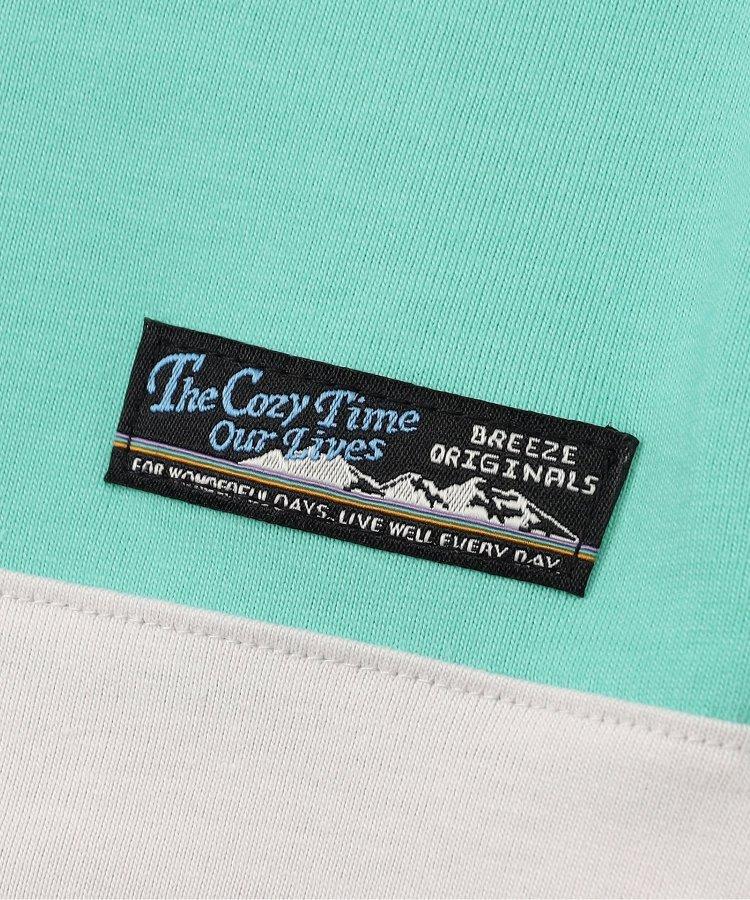 The Cozy Time
Our Lives
BREEZE
ORIGINALS
FOR WONDERFUL DAYS. LIVE WELL EVERY DAY